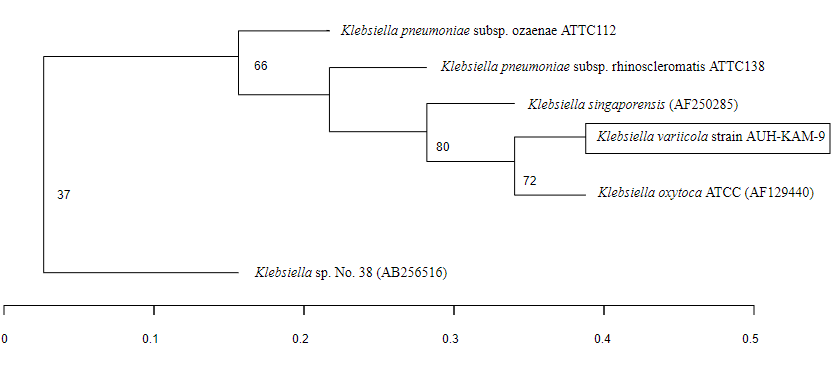 Klebsiella pneumoniae subsp. ozaenae ATTC112
66
Klebsiella pneumoniae subsp. rhinoscleromatis ATTC138
Klebsiella singaporensis (AF250285)
Klebsiella variicola strain AUH-KAM-9
80
72
Klebsiella oxytoca ATCC (AF129440)
37
Klebsiella sp. No. 38 (AB256516)
0 0.1 0.2 0.3 0.4 0.5